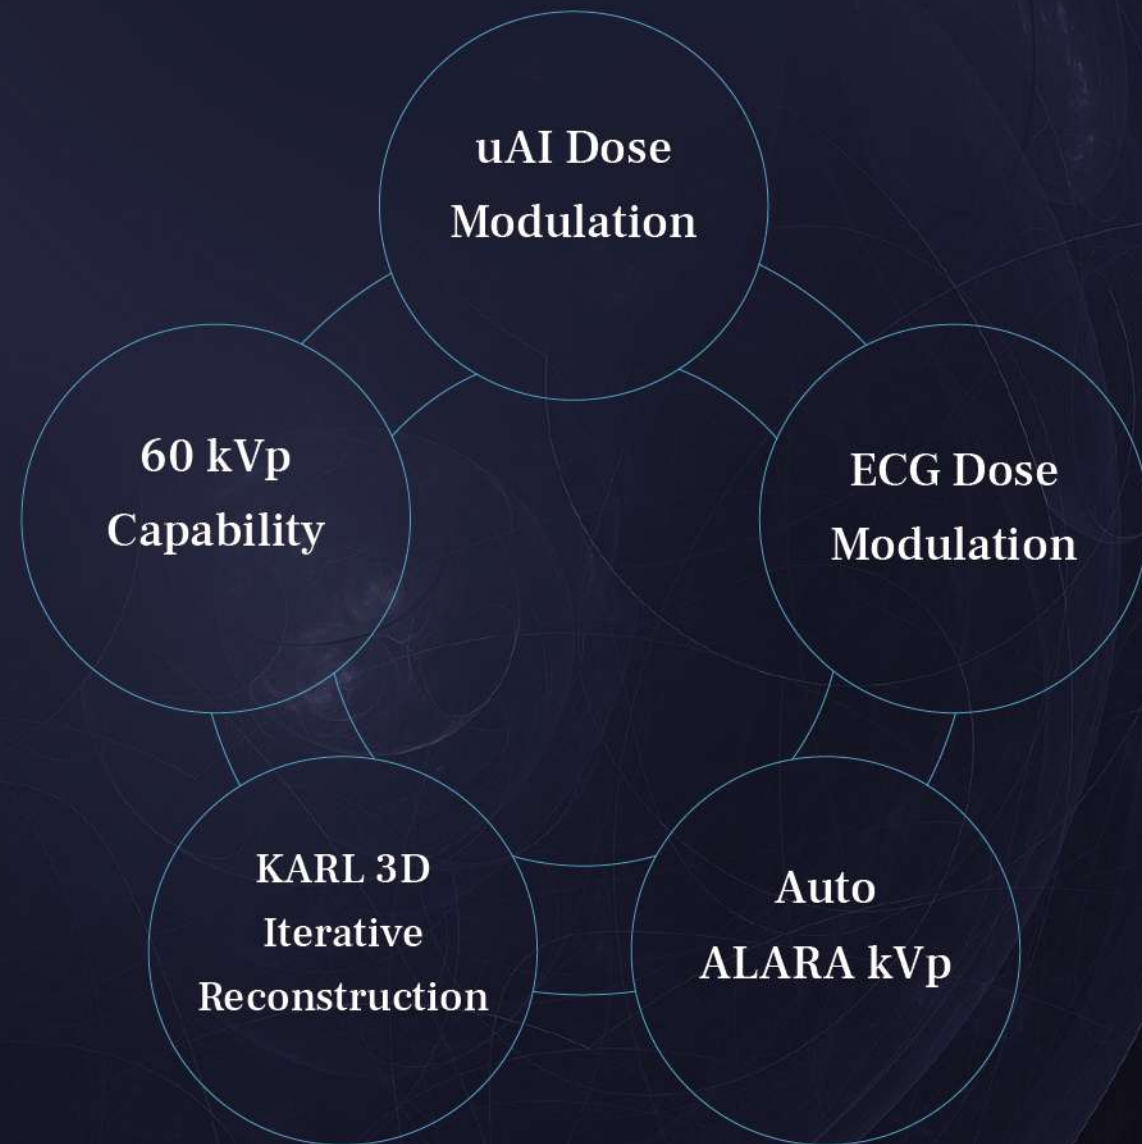 uAI Dose
Modulation
60 kVp
Capability
ECG Dose
Modulation
KARL 3D
Iterative
Reconstruction
Auto
ALARA kVp